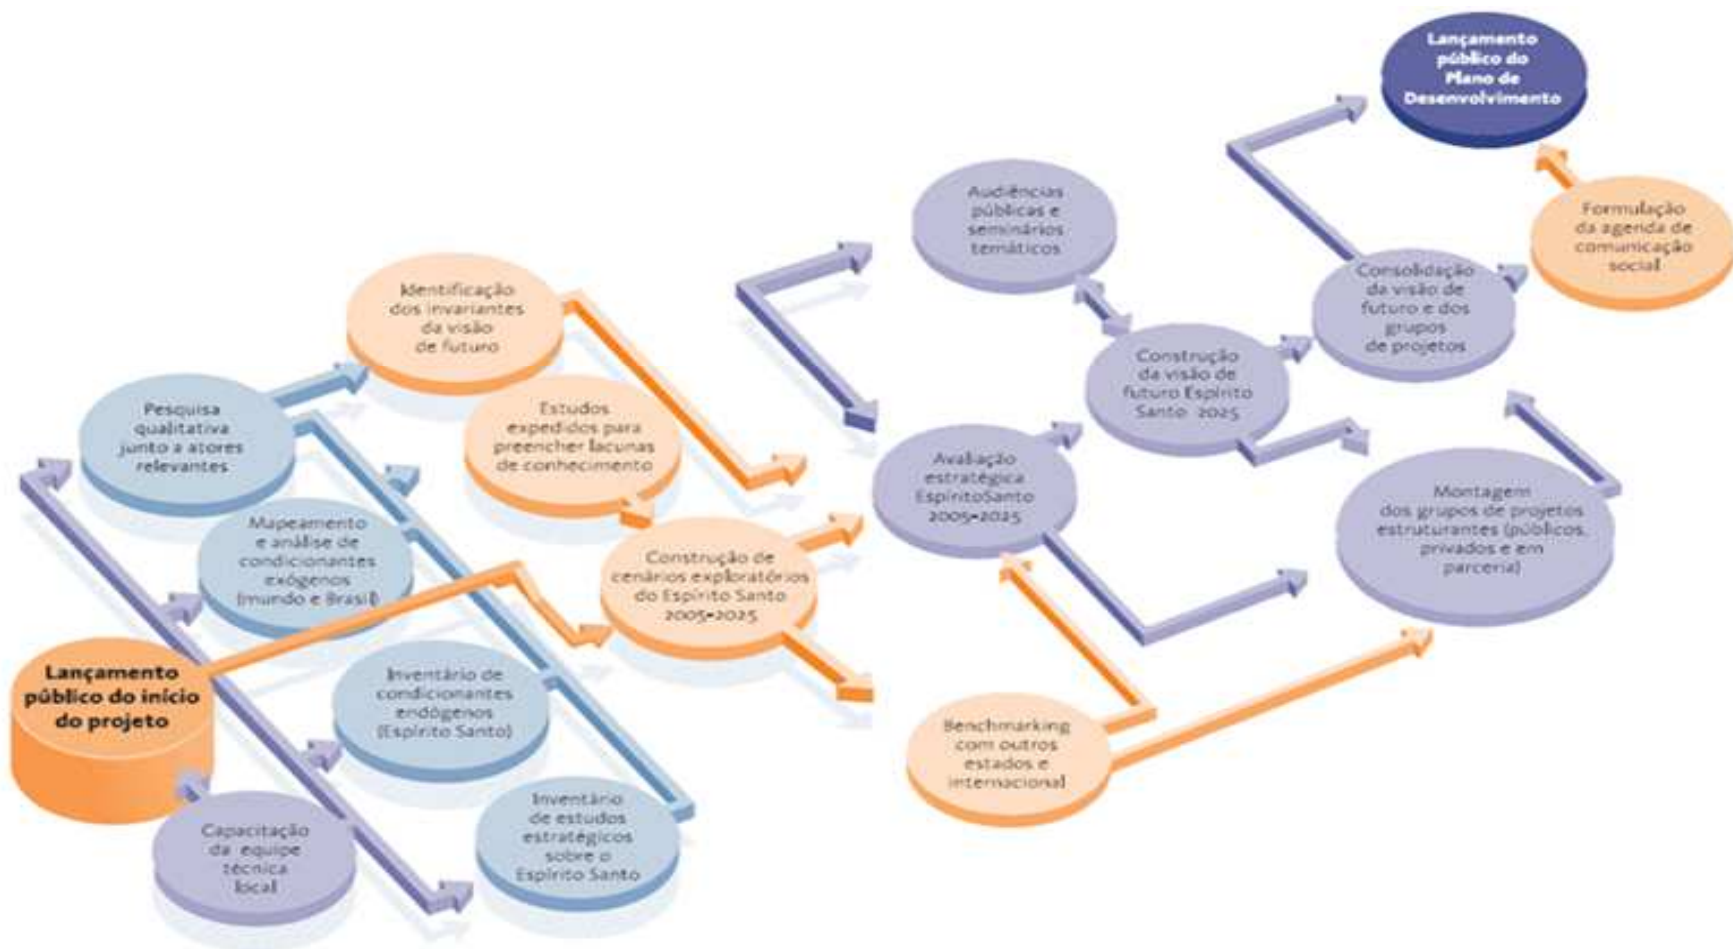 Lançamento
público do
Plano de
Desenvolvimento
Audiências
públicas e
seminários
temáticos
Formulação
da agenda de
comunicação
social
Consolidação
da visão de
futuro e dos
grupos
de projetos
Identificação
dos invariantes
da visão
de futuro
Construção
da visão de
futuro Espírito
Santo 2025
Pesquisa
qualitativa
junto a atores
relevantes
Estudos
expedidos para
preencher lacunas
de conhecimento
Avaliação
estratégica
EspíritoSanto
2005-2025
Montagem
dos grupos de projetos
estruturantes (públicos,
privados e em
parceria)
Mapeamento
e análise de
condicionantes
exógenos
(mundo e Brasil)
Construção de
cenários exploratórios
do Espírito Santo
2005-2025
Lançamento
público do início
do projeto
Inventário de
condicionantes
endógenos
(Espírito Santo)
Benchmarking
com outros
estados e
internacional
Capacitação
da equipe
técnica
local
Inventário
de estudos
estratégicos
sobre o
Espírito Santo